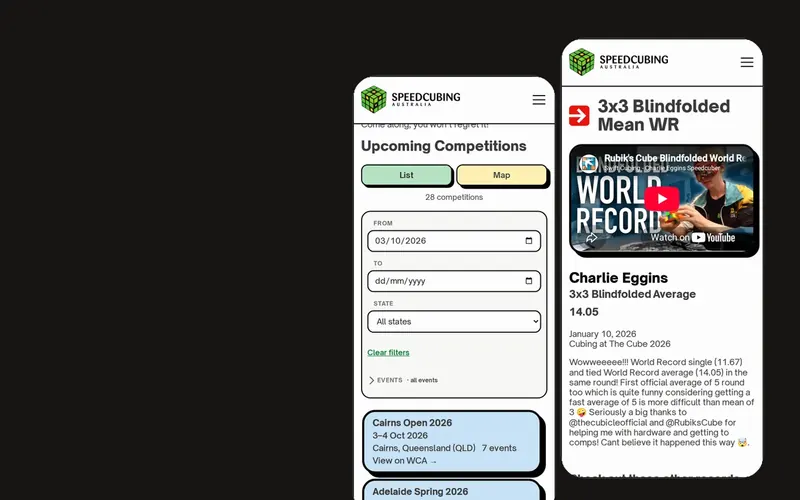 SPEEDCUBING
AUSTRALIA
Come along, you won't regret it!
Upcoming Competitions
List
Map
28 competitions
FROM
03/10/2026
TO
dd/mm/yyyy
STATE
All states
Clear filters
EVENTS · all events
Cairns Open 2026
3–4 Oct 2026
Cairns, Queensland (QLD) 7 events
View on WCA →
Adelaide Spring 2026
SPEEDCUBING
AUSTRALIA
3x3 Blindfolded
Mean WR
Rubik's Cube Blindfolded World Re
Swift Cubing - Charlie Eggins Speedcuber
WORLD
RECORD
Watch on YouTube
Charlie Eggins
3x3 Blindfolded Average
14.05
January 10, 2026
Cubing at The Cube 2026
Wowweeeee!!! World Record single (11.67)
and tied World Record average (14.05) in the
same round! First official average of 5 round
too which is quite funny considering getting a
fast average of 5 is more difficult than mean of
3 🤪 Seriously a big thanks to
@thecubicleofficial and @RubiksCube for
helping me with hardware and getting to
comps! Cant believe it happened this way 🤯.